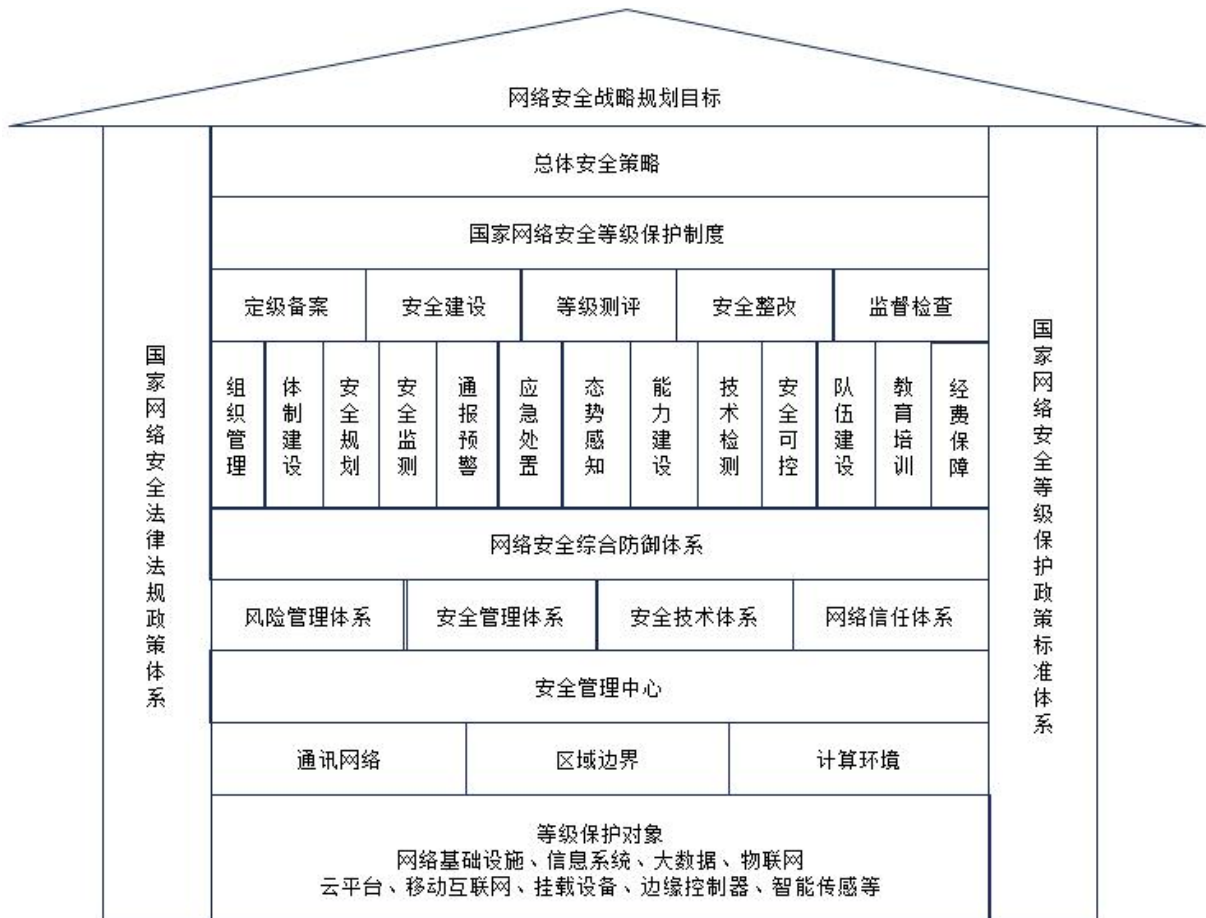 网络安全战略规划目标
总体安全策略
国家网络安全等级保护制度
定级备案 安全建设 等级测评 安全整改 监督检查
国家网络安全法律法规政策体系
组织管理
体制建设
安全规划
安全监测
通报预警
应急处置
态势感知
能力建设
技术检测
安全可控
队伍建设
教育培训
经费保障
国家网络安全等级保护政策标准体系
网络安全综合防御体系
风险管理体系 安全管理体系 安全技术体系 网络信任体系
安全管理中心
通讯网络 区域边界 计算环境
等级保护对象
网络基础设施、信息系统、大数据、物联网
云平台、移动互联网、挂载设备、边缘控制器、智能传感等